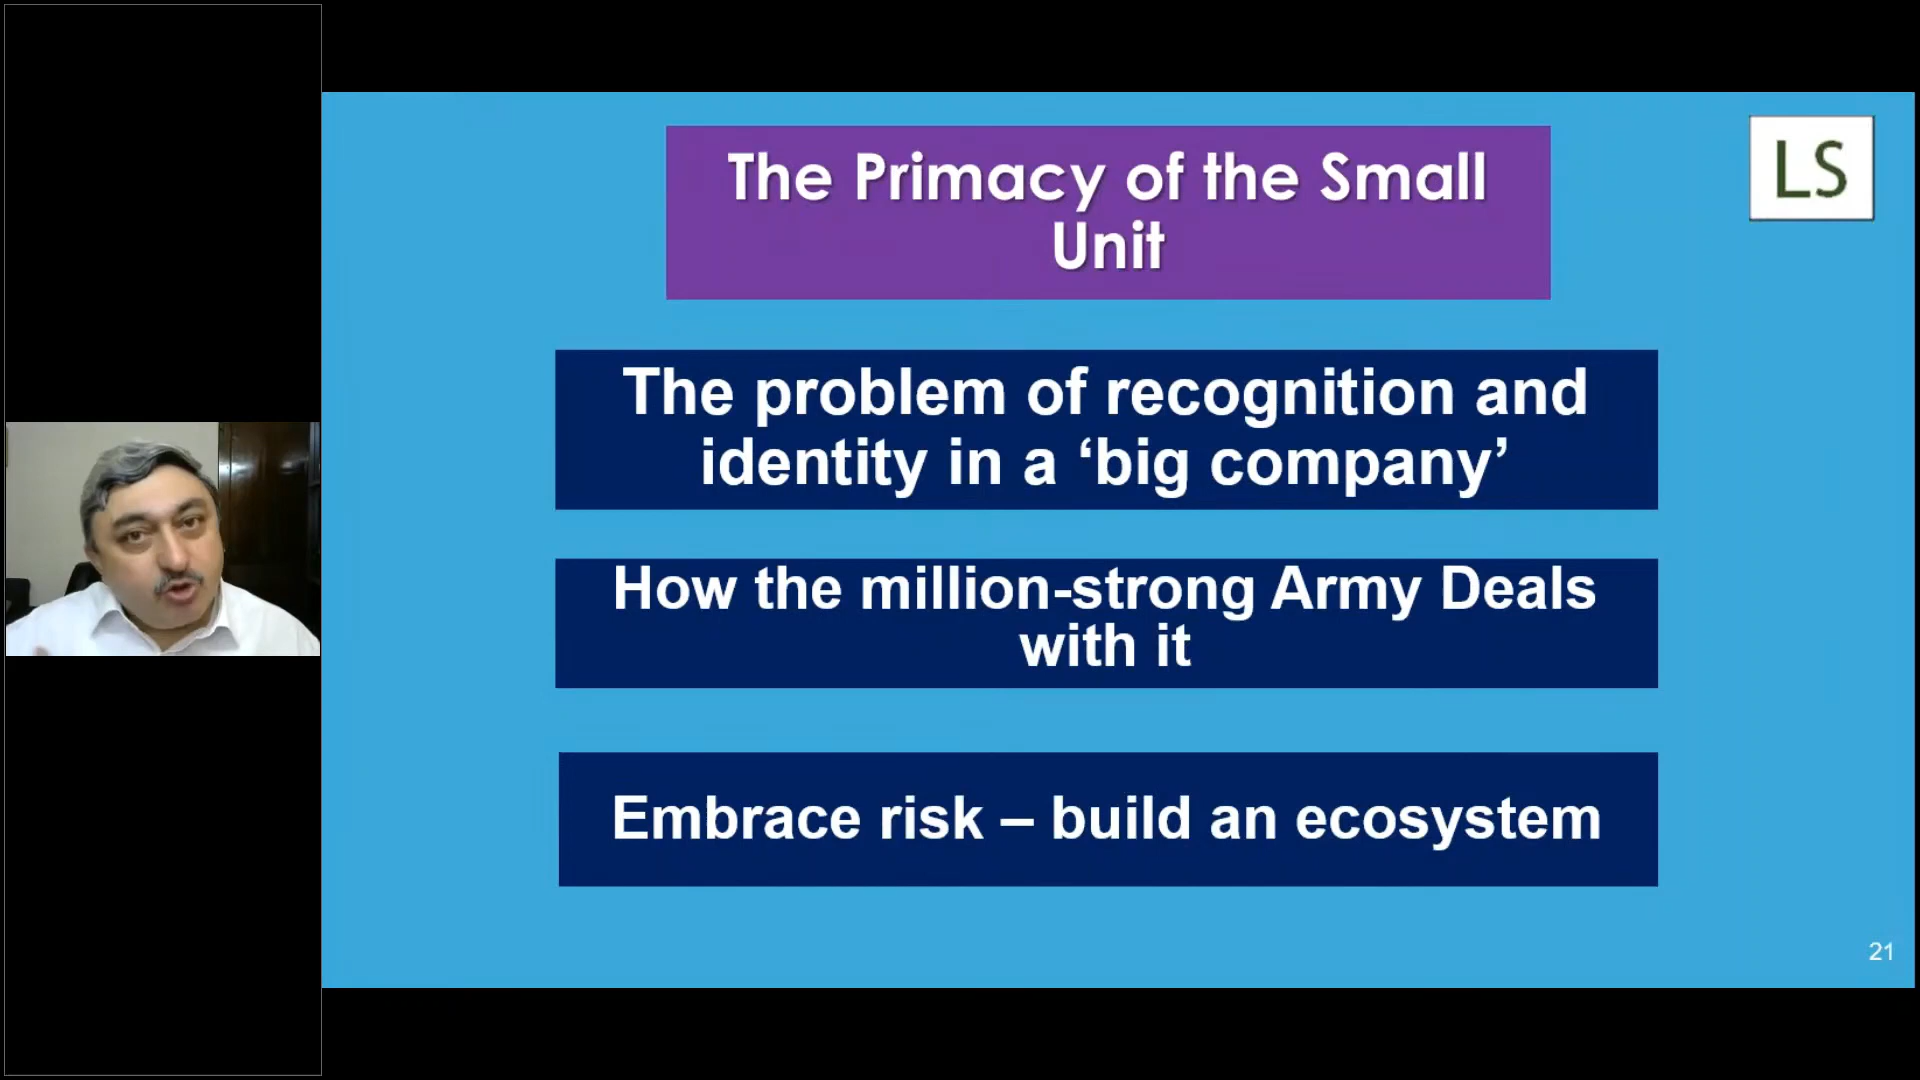 The Primacy of the Small
Unit
LS
The problem of recognition and
identity in a ‘big company’
How the million-strong Army Deals
with it
Embrace risk – build an ecosystem
21